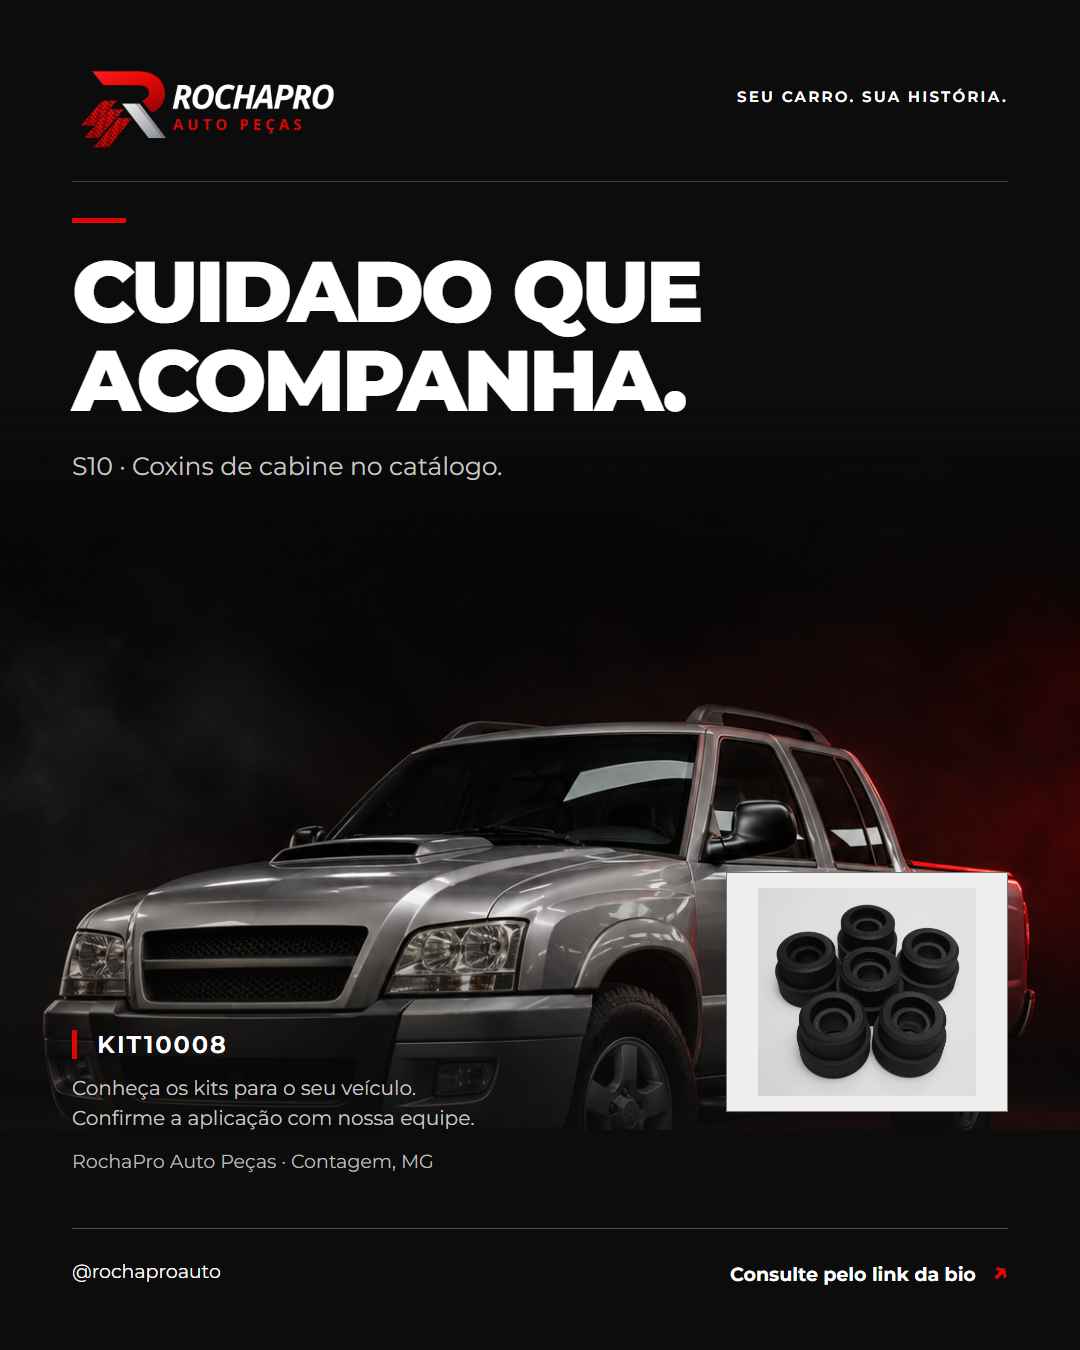 ROCHAPRO
AUTO PEÇAS
SEU CARRO. SUA HISTÓRIA.
CUIDADO QUE
ACOMPANHA.
S10 · Coxins de cabine no catálogo.
KIT10008
Conheça os kits para o seu veículo.
Confirme a aplicação com nossa equipe.
RochaPro Auto Peças · Contagem, MG
@rochaproauto
Consulte pelo link da bio